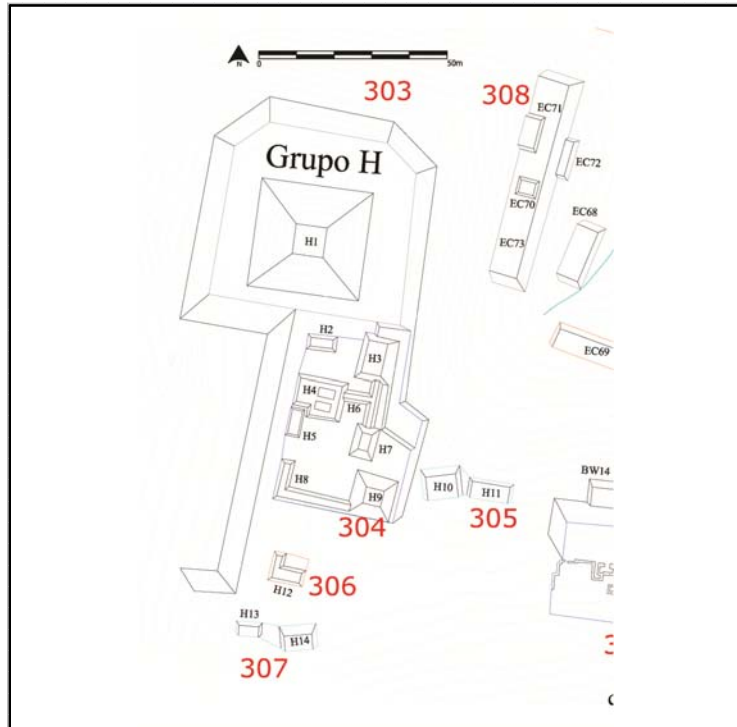 N
0
50m
303
308
EC71
EC72
EC70
EC68
EC73
EC69
Grupo H
H1
H2
H3
H4
H6
H5
H7
H8
H9
H10
H11
BW14
304
305
306
H12
H13
H14
307